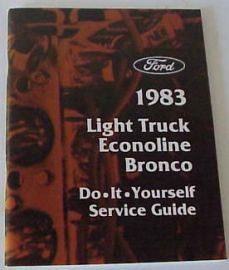 Ford
1983
Light Truck
Econoline
Bronco
Do•It•Yourself
Service Guide